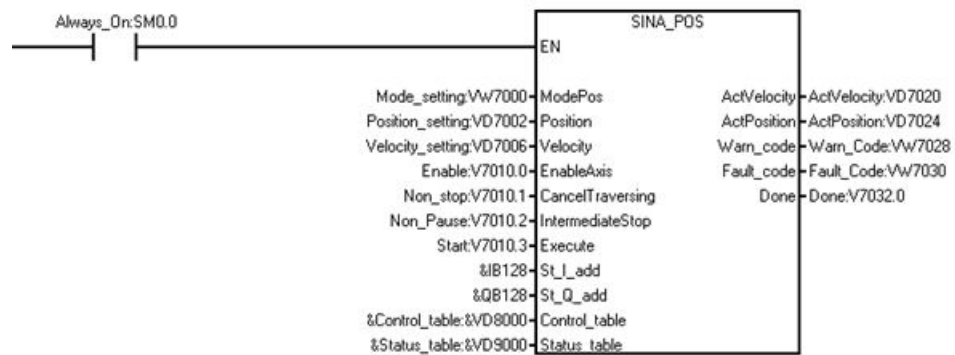 Always_On:SM0.0 SINA_POS
EN
Mode_setting:VW7000 ModePos ActVelocity ActVelocity:VD7020
Position_setting:VD7002 Position ActPosition ActPosition:VD7024
Velocity_setting:VD7006 Velocity Warn_code Warn_Code:VW7028
Enable:V7010.0 EnableAxis Fault_code Fault_Code:VW7030
Non_stop:V7010.1 CancelTraversing Done Done:V7032.0
Non_Pause:V7010.2 IntermediateStop
Start:V7010.3 Execute
&IB128 St_I_add
&QB128 St_Q_add
&Control_table:&VD8000 Control_table
&Status_table:&VD9000 Status_table